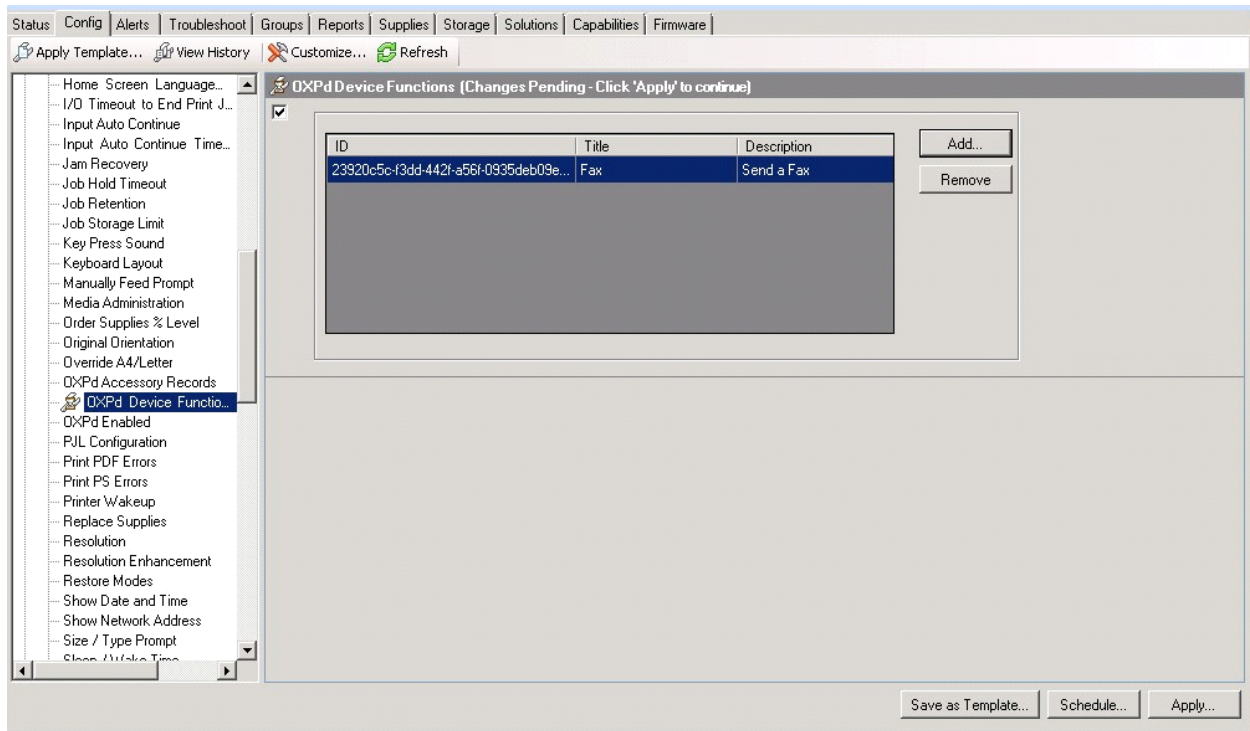 Status Config Alerts Troubleshoot Groups Reports Supplies Storage Solutions Capabilities Firmware
Apply Template... View History Customize... Refresh
Home Screen Language...
I/O Timeout to End Print J...
Input Auto Continue
Input Auto Continue Time...
Jam Recovery
Job Hold Timeout
Job Retention
Job Storage Limit
Key Press Sound
Keyboard Layout
Manually Feed Prompt
Media Administration
Order Supplies % Level
Original Orientation
Override A4/Letter
OXPd Accessory Records
OXPd Device Functio...
OXPd Enabled
PJL Configuration
Print PDF Errors
Print PS Errors
Printer Wakeup
Replace Supplies
Resolution
Resolution Enhancement
Restore Modes
Show Date and Time
Show Network Address
Size / Type Prompt
Sleep / Wake Time
OXPd Device Functions (Changes Pending - Click 'Apply' to continue)
ID Title Description
23920c5c-f3dd-442f-a56f-0935deb09e... Fax Send a Fax
Add...
Remove
Save as Template... Schedule... Apply...